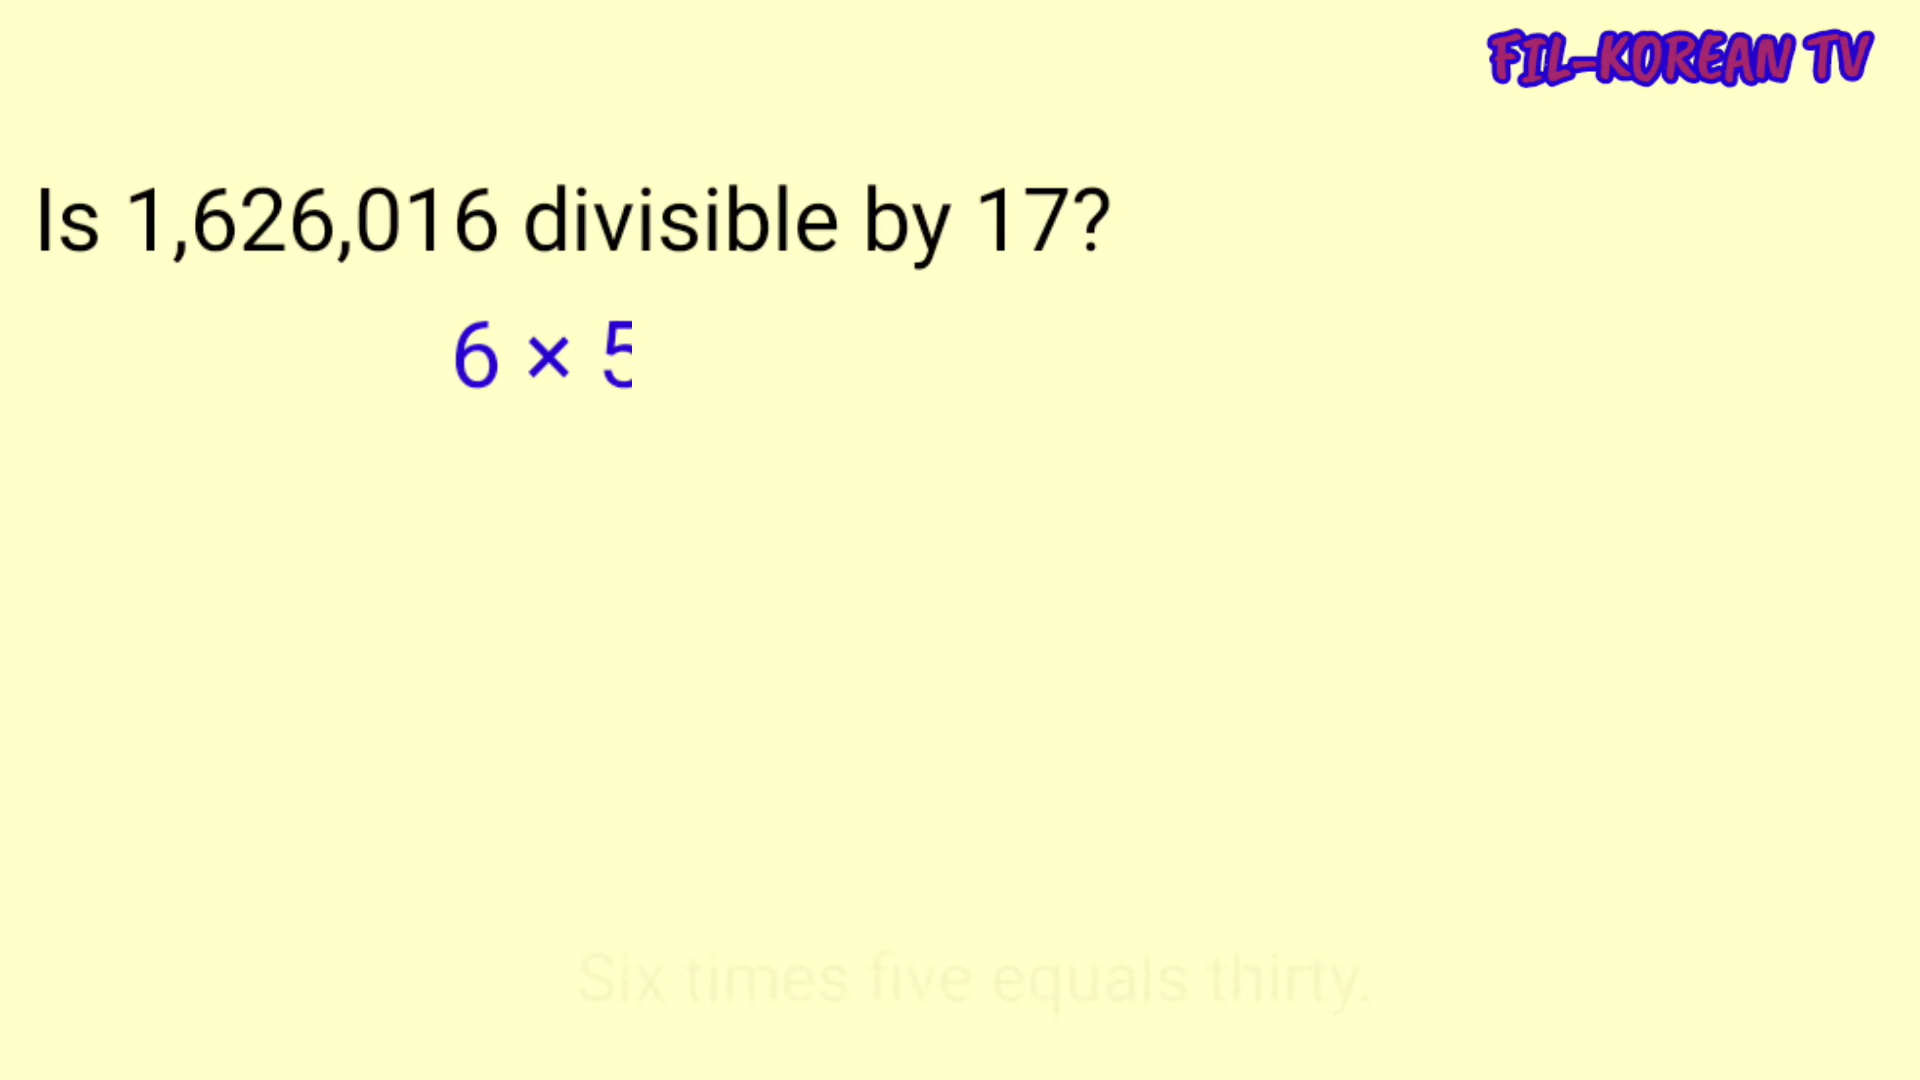 FIL-KOREAN TV
Is 1,626,016 divisible by 17?
6 × 5
Six times five equals thirty.